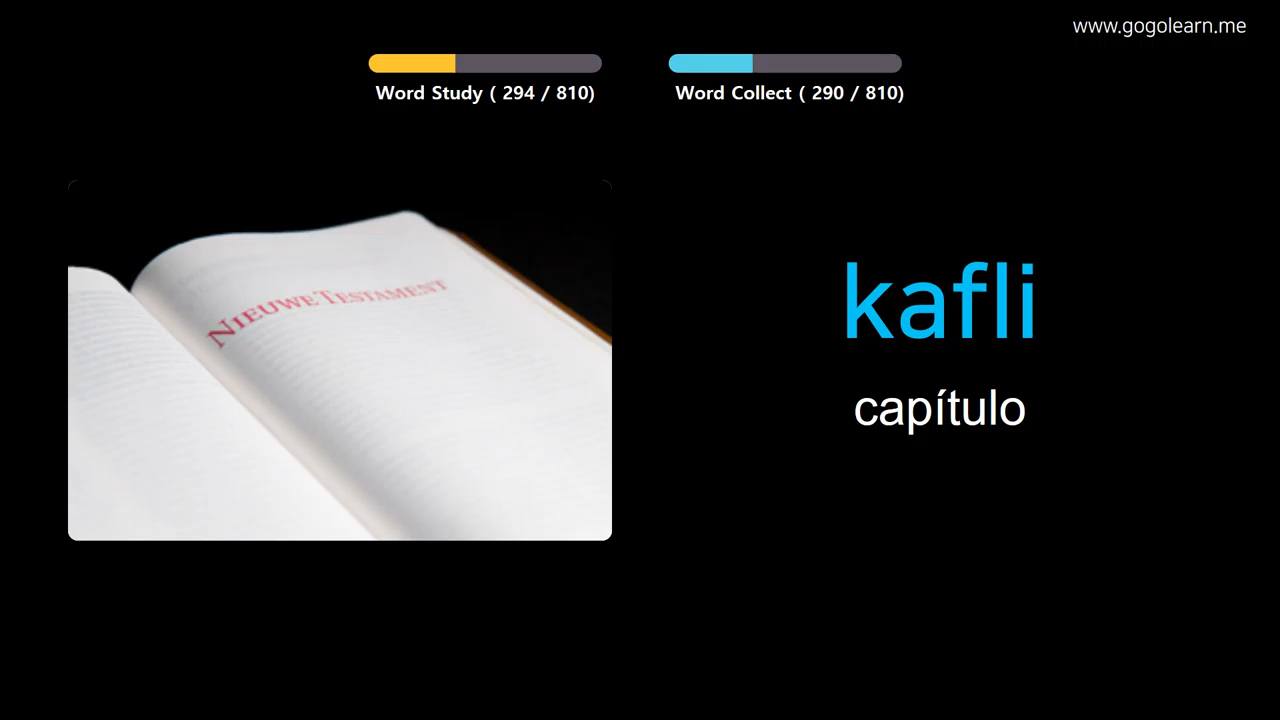 www.gogolearn.me
Word Study ( 294 / 810)
Word Collect ( 290 / 810)
NIEUWE TESTAMENT
kafli
capítulo